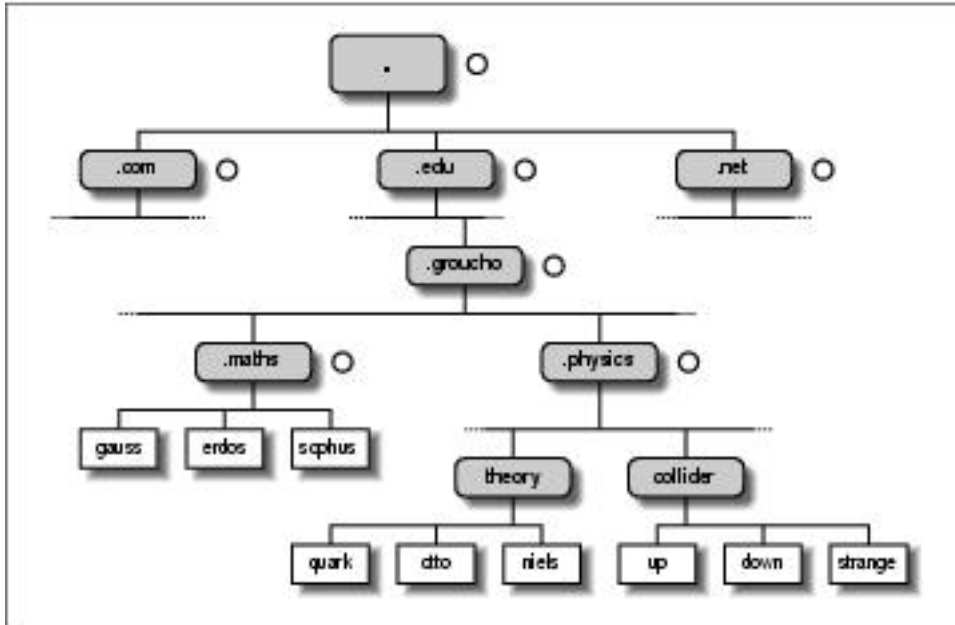 .
.com .edu .net
.groucho
.maths .physics
gauss erdos sophus
theory collider
quark otto niels up down strange